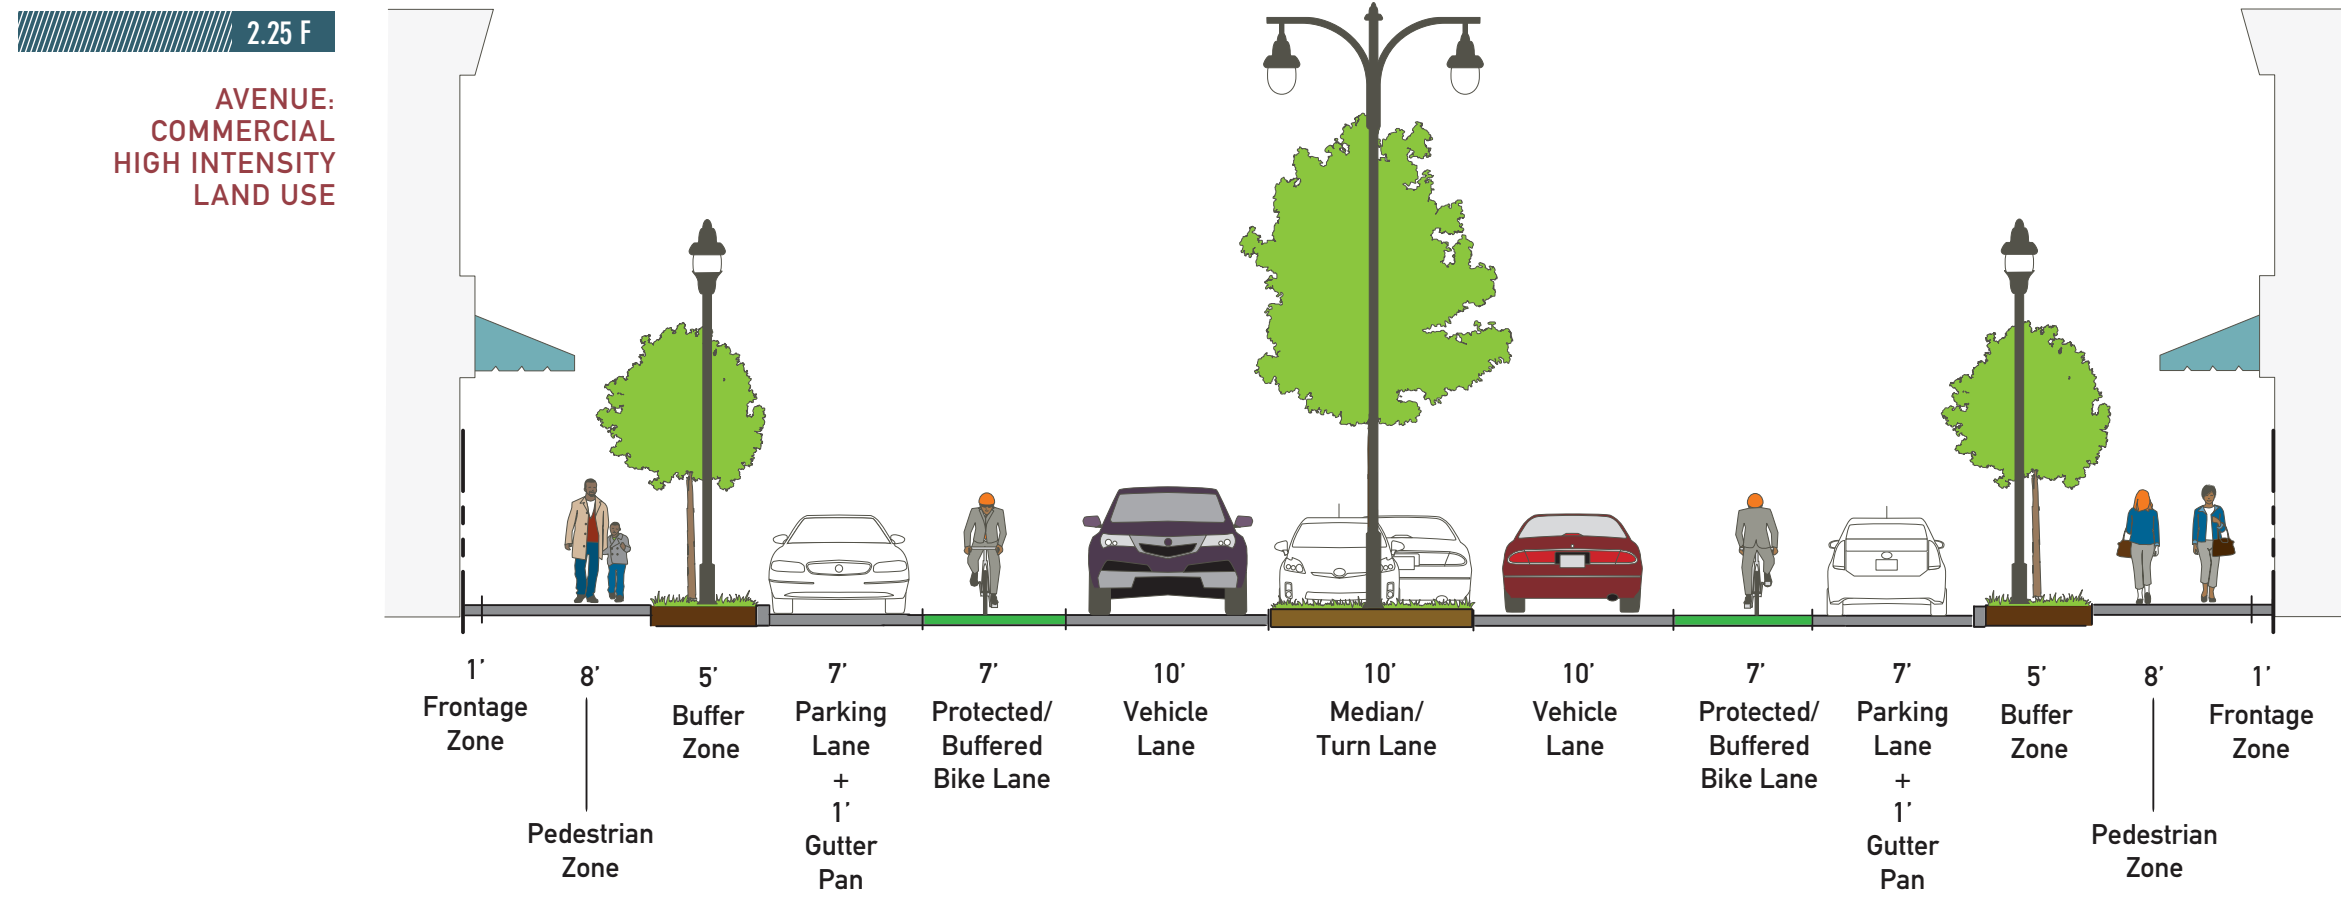 2.25 F
AVENUE:
COMMERCIAL
HIGH INTENSITY
LAND USE
1’
Frontage
Zone
8’
Pedestrian
Zone
5’
Buffer
Zone
7’
Parking
Lane
+
1’
Gutter
Pan
7’
Protected/
Buffered
Bike Lane
10’
Vehicle
Lane
10’
Median/
Turn Lane
10’
Vehicle
Lane
7’
Protected/
Buffered
Bike Lane
7’
Parking
Lane
+
1’
Gutter
Pan
5’
Buffer
Zone
8’
Pedestrian
Zone
1’
Frontage
Zone